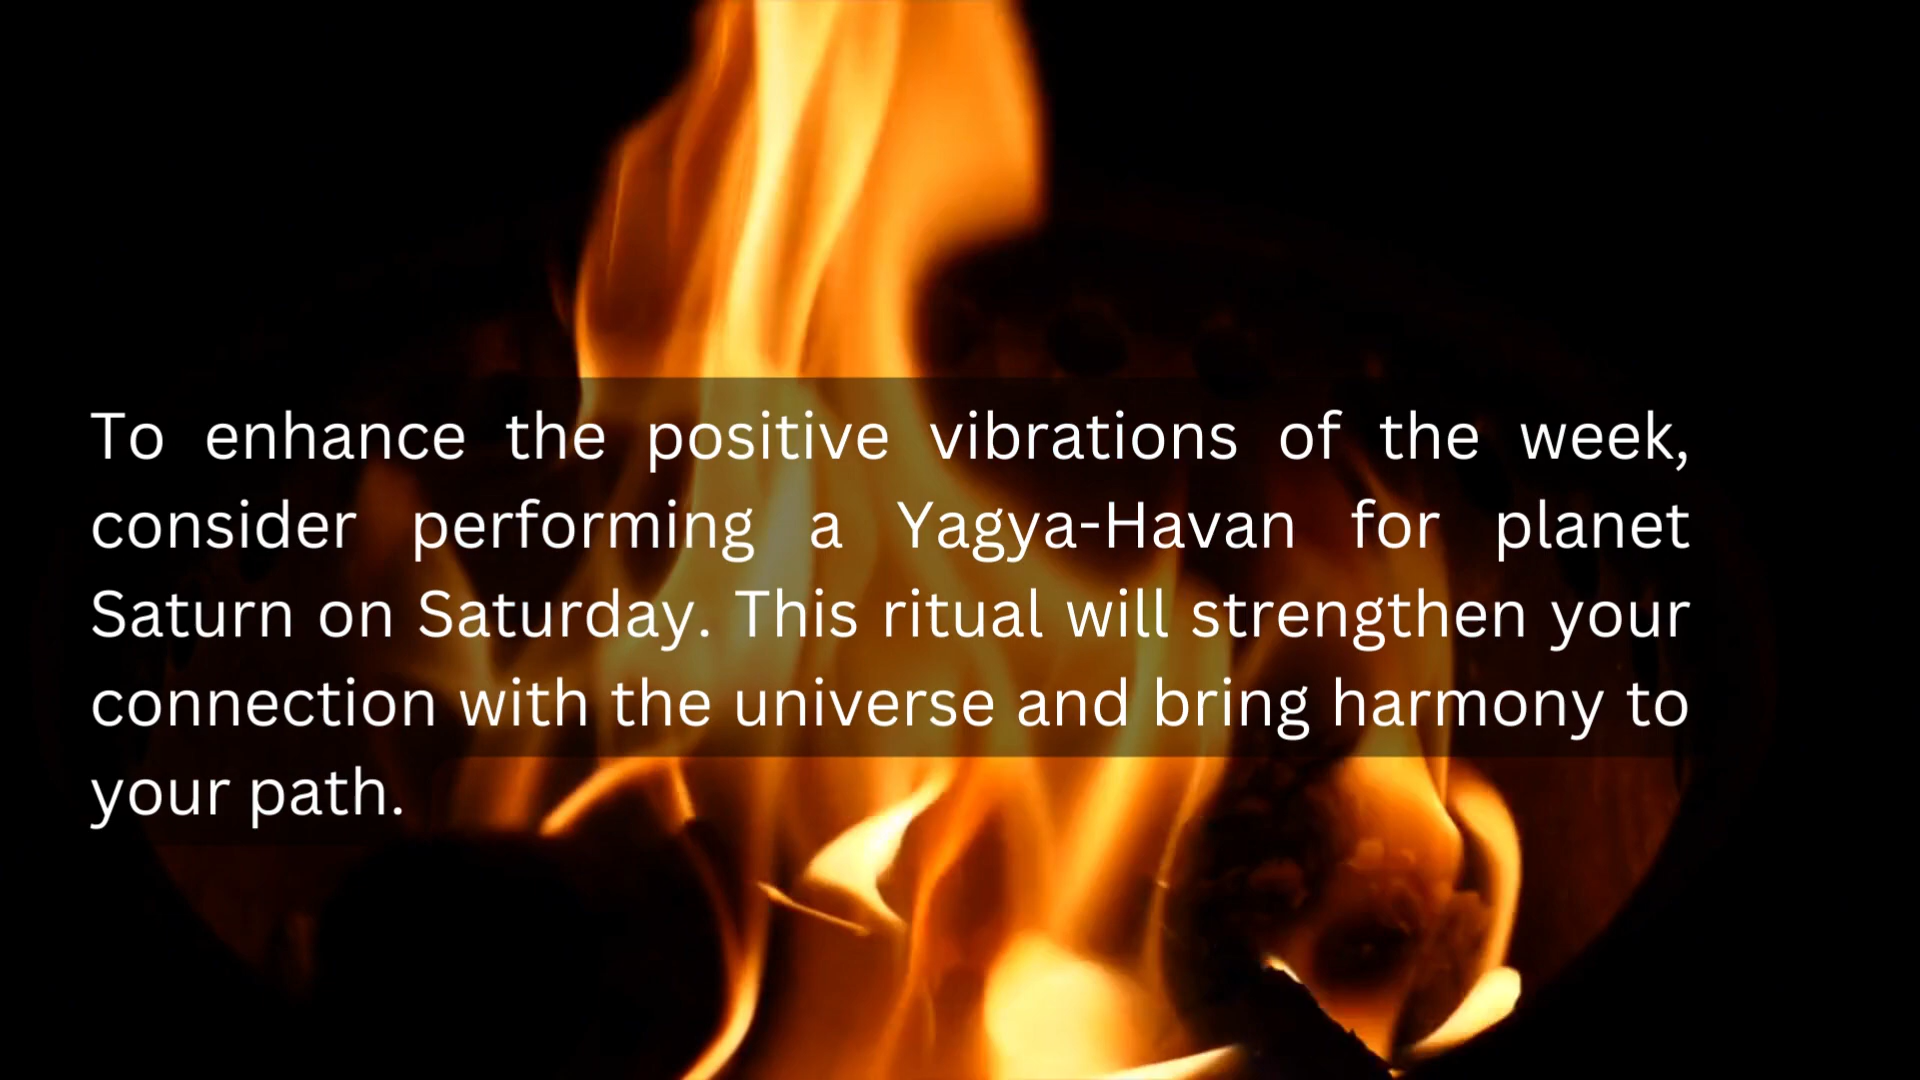 To enhance the positive vibrations of the week,
consider performing a Yagya-Havan for planet
Saturn on Saturday. This ritual will strengthen your
connection with the universe and bring harmony to
your path.